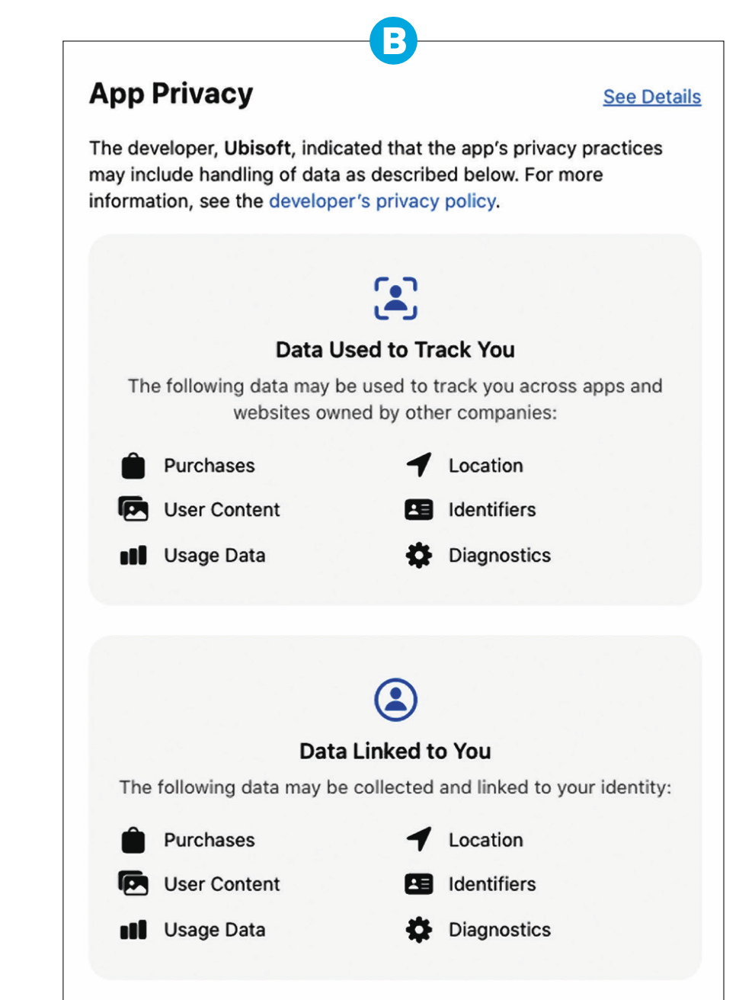 B
App Privacy
See Details
The developer, Ubisoft, indicated that the app's privacy practices
may include handling of data as described below. For more
information, see the developer's privacy policy.
Data Used to Track You
The following data may be used to track you across apps and
websites owned by other companies:
Purchases
Location
User Content
Identifiers
Usage Data
Diagnostics
Data Linked to You
The following data may be collected and linked to your identity:
Purchases
Location
User Content
Identifiers
Usage Data
Diagnostics